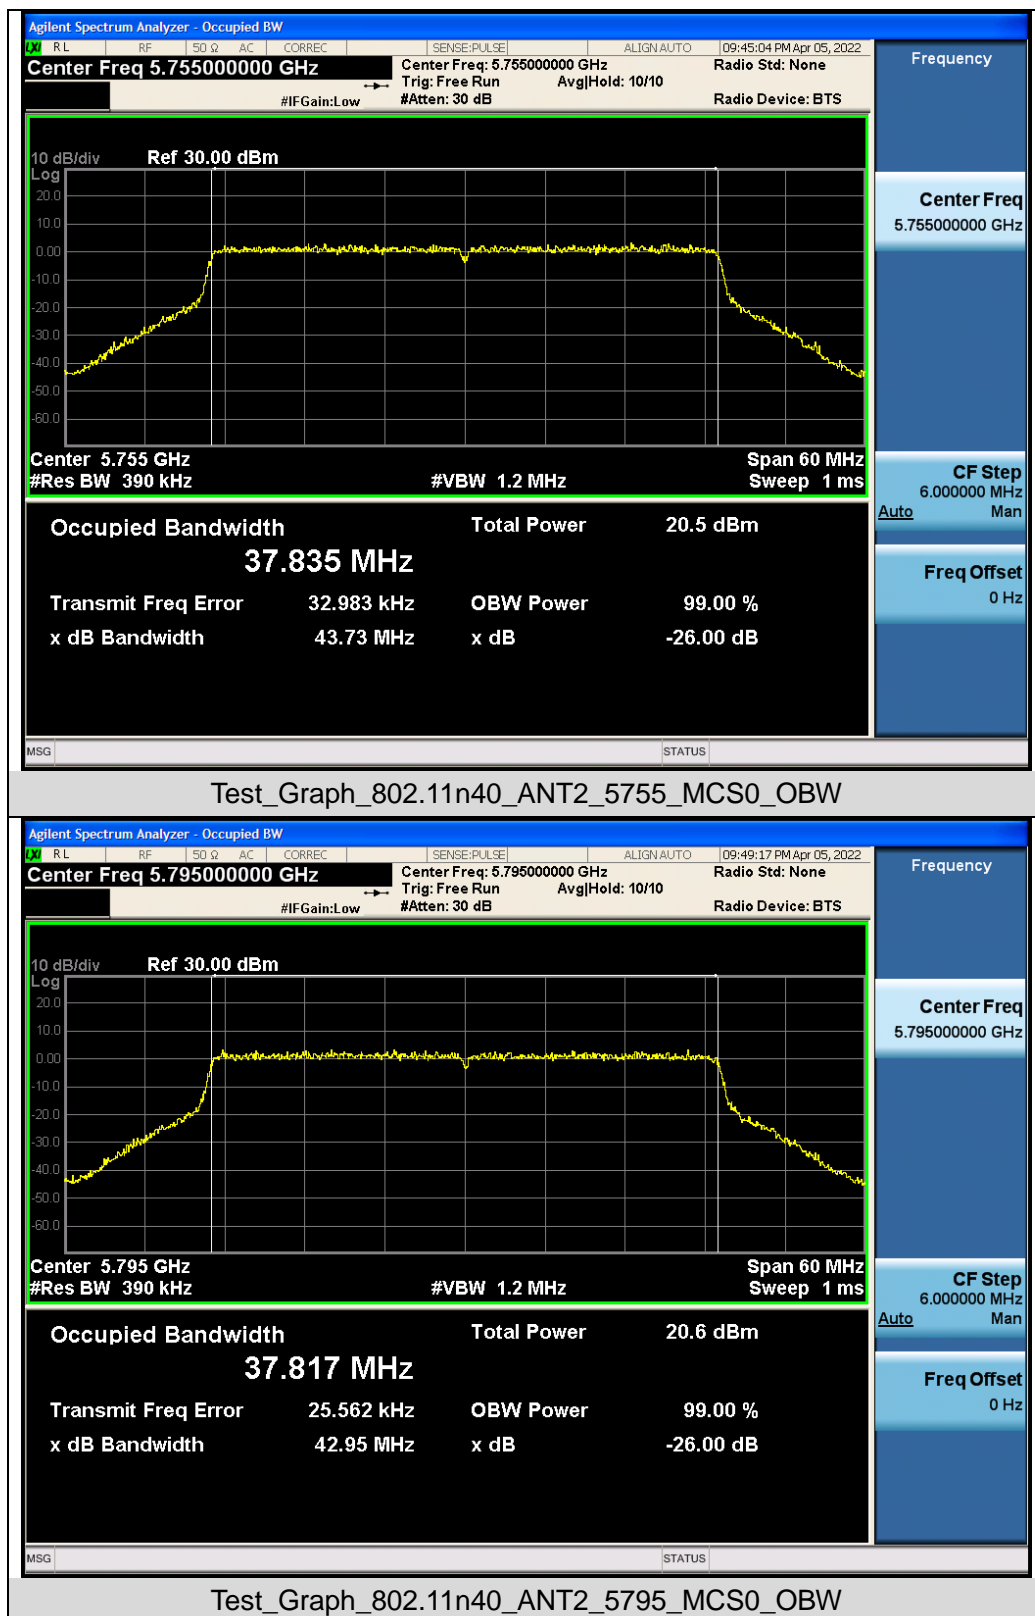 Agilent Spectrum Analyzer - Occupied BW
LXI RL RF 50 Ω AC CORREC SENSE:PULSE ALIGN AUTO 09:45:04 PM Apr 05, 2022
Center Freq 5.755000000 GHz Center Freq: 5.755000000 GHz Radio Std: None
Trig: Free Run Avg|Hold: 10/10
#IFGain:Low #Atten: 30 dB Radio Device: BTS
10 dB/div Ref 30.00 dBm
Log
20.0
10.0
0.00
-10.0
-20.0
-30.0
-40.0
-50.0
-60.0
Center 5.755 GHz Span 60 MHz
#Res BW 390 kHz #VBW 1.2 MHz Sweep 1 ms
Occupied Bandwidth Total Power 20.5 dBm
37.835 MHz
Transmit Freq Error 32.983 kHz OBW Power 99.00 %
x dB Bandwidth 43.73 MHz x dB -26.00 dB
MSG STATUS
Frequency
Center Freq
5.755000000 GHz
CF Step
6.000000 MHz
Auto Man
Freq Offset
0 Hz
Test_Graph_802.11n40_ANT2_5755_MCS0_OBW
Agilent Spectrum Analyzer - Occupied BW
LXI RL RF 50 Ω AC CORREC SENSE:PULSE ALIGN AUTO 09:49:17 PM Apr 05, 2022
Center Freq 5.795000000 GHz Center Freq: 5.795000000 GHz Radio Std: None
Trig: Free Run Avg|Hold: 10/10
#IFGain:Low #Atten: 30 dB Radio Device: BTS
10 dB/div Ref 30.00 dBm
Log
20.0
10.0
0.00
-10.0
-20.0
-30.0
-40.0
-50.0
-60.0
Center 5.795 GHz Span 60 MHz
#Res BW 390 kHz #VBW 1.2 MHz Sweep 1 ms
Occupied Bandwidth Total Power 20.6 dBm
37.817 MHz
Transmit Freq Error 25.562 kHz OBW Power 99.00 %
x dB Bandwidth 42.95 MHz x dB -26.00 dB
MSG STATUS
Frequency
Center Freq
5.795000000 GHz
CF Step
6.000000 MHz
Auto Man
Freq Offset
0 Hz
Test_Graph_802.11n40_ANT2_5795_MCS0_OBW